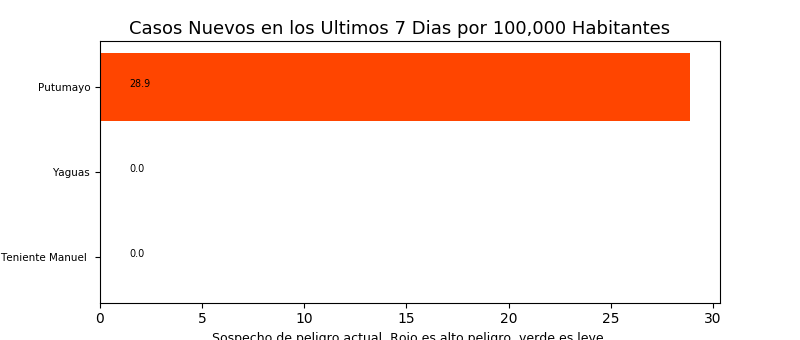 Casos Nuevos en los Ultimos 7 Dias por 100,000 Habitantes
Putumayo
28.9
Yaguas
0.0
Teniente Manuel
0.0
0 5 10 15 20 25 30
Sospecho de peligro actual. Rojo es alto peligro, verde es leve